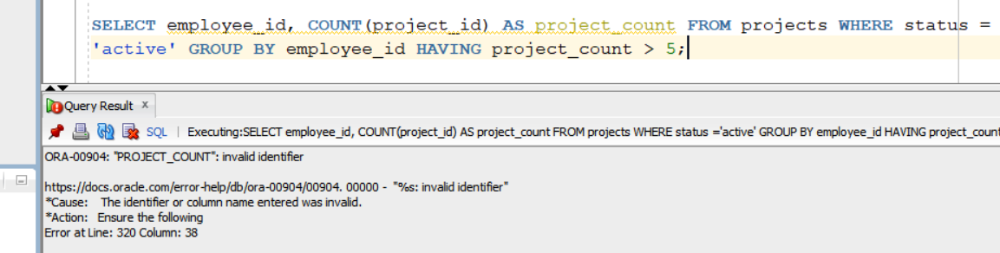 SELECT employee_id, COUNT(project_id) AS project_count FROM projects WHERE status =
'active' GROUP BY employee_id HAVING project_count > 5;
Query Result x
SQL | Executing:SELECT employee_id, COUNT(project_id) AS project_count FROM projects WHERE status ='active' GROUP BY employee_id HAVING project_count
ORA-00904: "PROJECT_COUNT": invalid identifier
https://docs.oracle.com/error-help/db/ora-00904/00904. 00000 - "%s: invalid identifier"
*Cause: The identifier or column name entered was invalid.
*Action: Ensure the following
Error at Line: 320 Column: 38